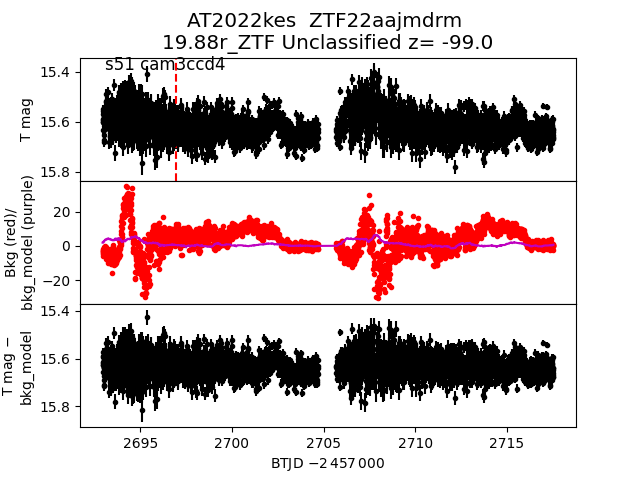 AT2022kes  ZTF22aajmdrm
19.88r_ZTF Unclassified z= -99.0
s51 cam3ccd4
T mag
15.4
15.6
15.8
Bkg (red)/
bkg_model (purple)
20
0
−20
T mag −
bkg_model
15.4
15.6
15.8
2695
2700
2705
2710
2715
BTJD −2 457 000